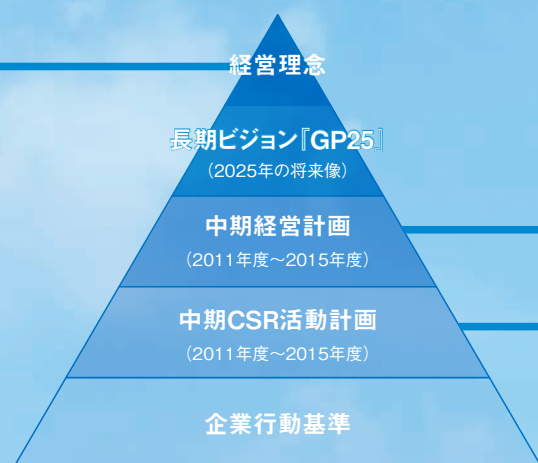 経営理念
長期ビジョン『GP25』
（2025年の将来像）
中期経営計画
（2011年度～2015年度）
中期CSR活動計画
（2011年度～2015年度）
企業行動基準